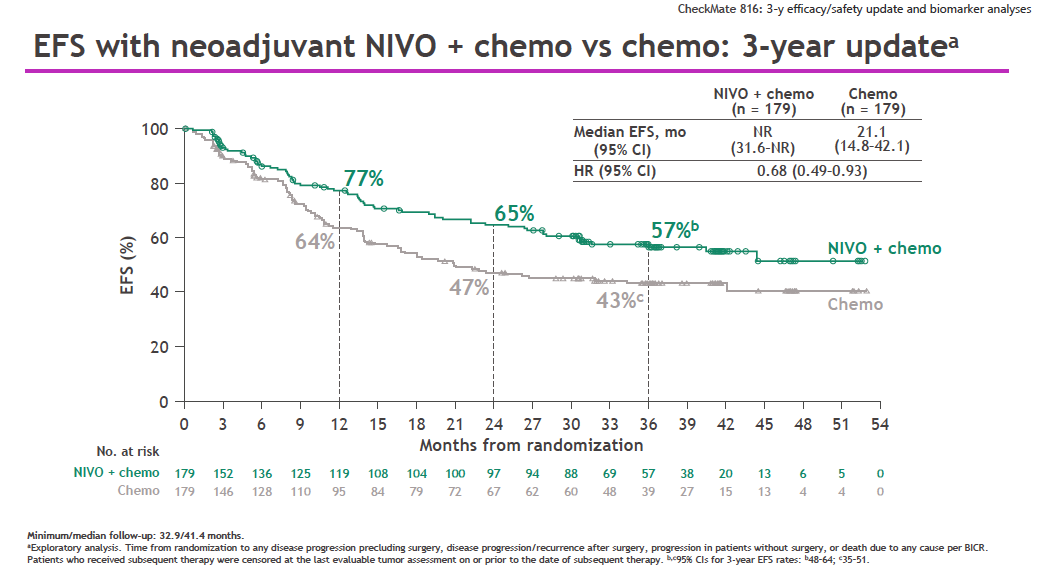 CheckMate 816: 3-y efficacy/safety update and biomarker analyses
EFS with neoadjuvant NIVO + chemo vs chemo: 3-year updateᵃ
NIVO + chemo
(n = 179)
Chemo
(n = 179)
Median EFS, mo
(95% CI)
NR
(31.6-NR)
21.1
(14.8-42.1)
HR (95% CI)
0.68 (0.49-0.93)
EFS (%)
100
80
60
40
20
0
77%
65%
57%ᵇ
64%
47%
43%ᶜ
NIVO + chemo
Chemo
0 3 6 9 12 15 18 21 24 27 30 33 36 39 42 45 48 51 54
Months from randomization
No. at risk
NIVO + chemo 179 152 136 125 119 108 104 100 97 94 88 69 57 38 20 13 6 5 0
Chemo 179 146 128 110 95 84 79 72 67 62 60 48 39 27 15 13 4 4 0
Minimum/median follow-up: 32.9/41.4 months.
ᵃExploratory analysis. Time from randomization to any disease progression precluding surgery, disease progression/recurrence after surgery, progression in patients without surgery, or death due to any cause per BICR.
Patients who received subsequent therapy were censored at the last evaluable tumor assessment on or prior to the date of subsequent therapy. ᵇ,ᶜ95% CIs for 3-year EFS rates: ᵇ48-64; ᶜ35-51.